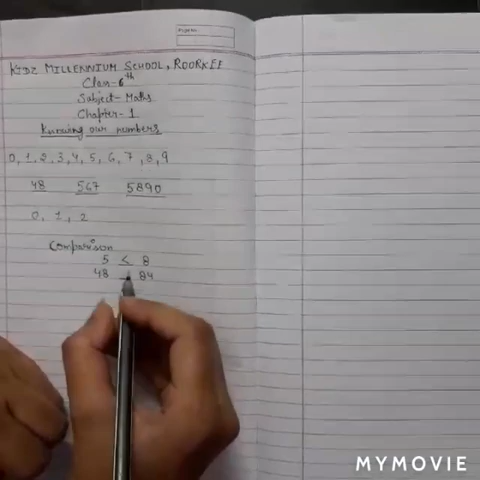 KIDZ MILLENNIUM SCHOOL, ROORKEE
Class-6th
Subject-Maths
Chapter-1
Knowing our numbers
0, 1, 2, 3, 4, 5, 6, 7, 8, 9
48 567 5890
0, 1, 2
Comparison
5 < 8
48 84
MYMOVIE